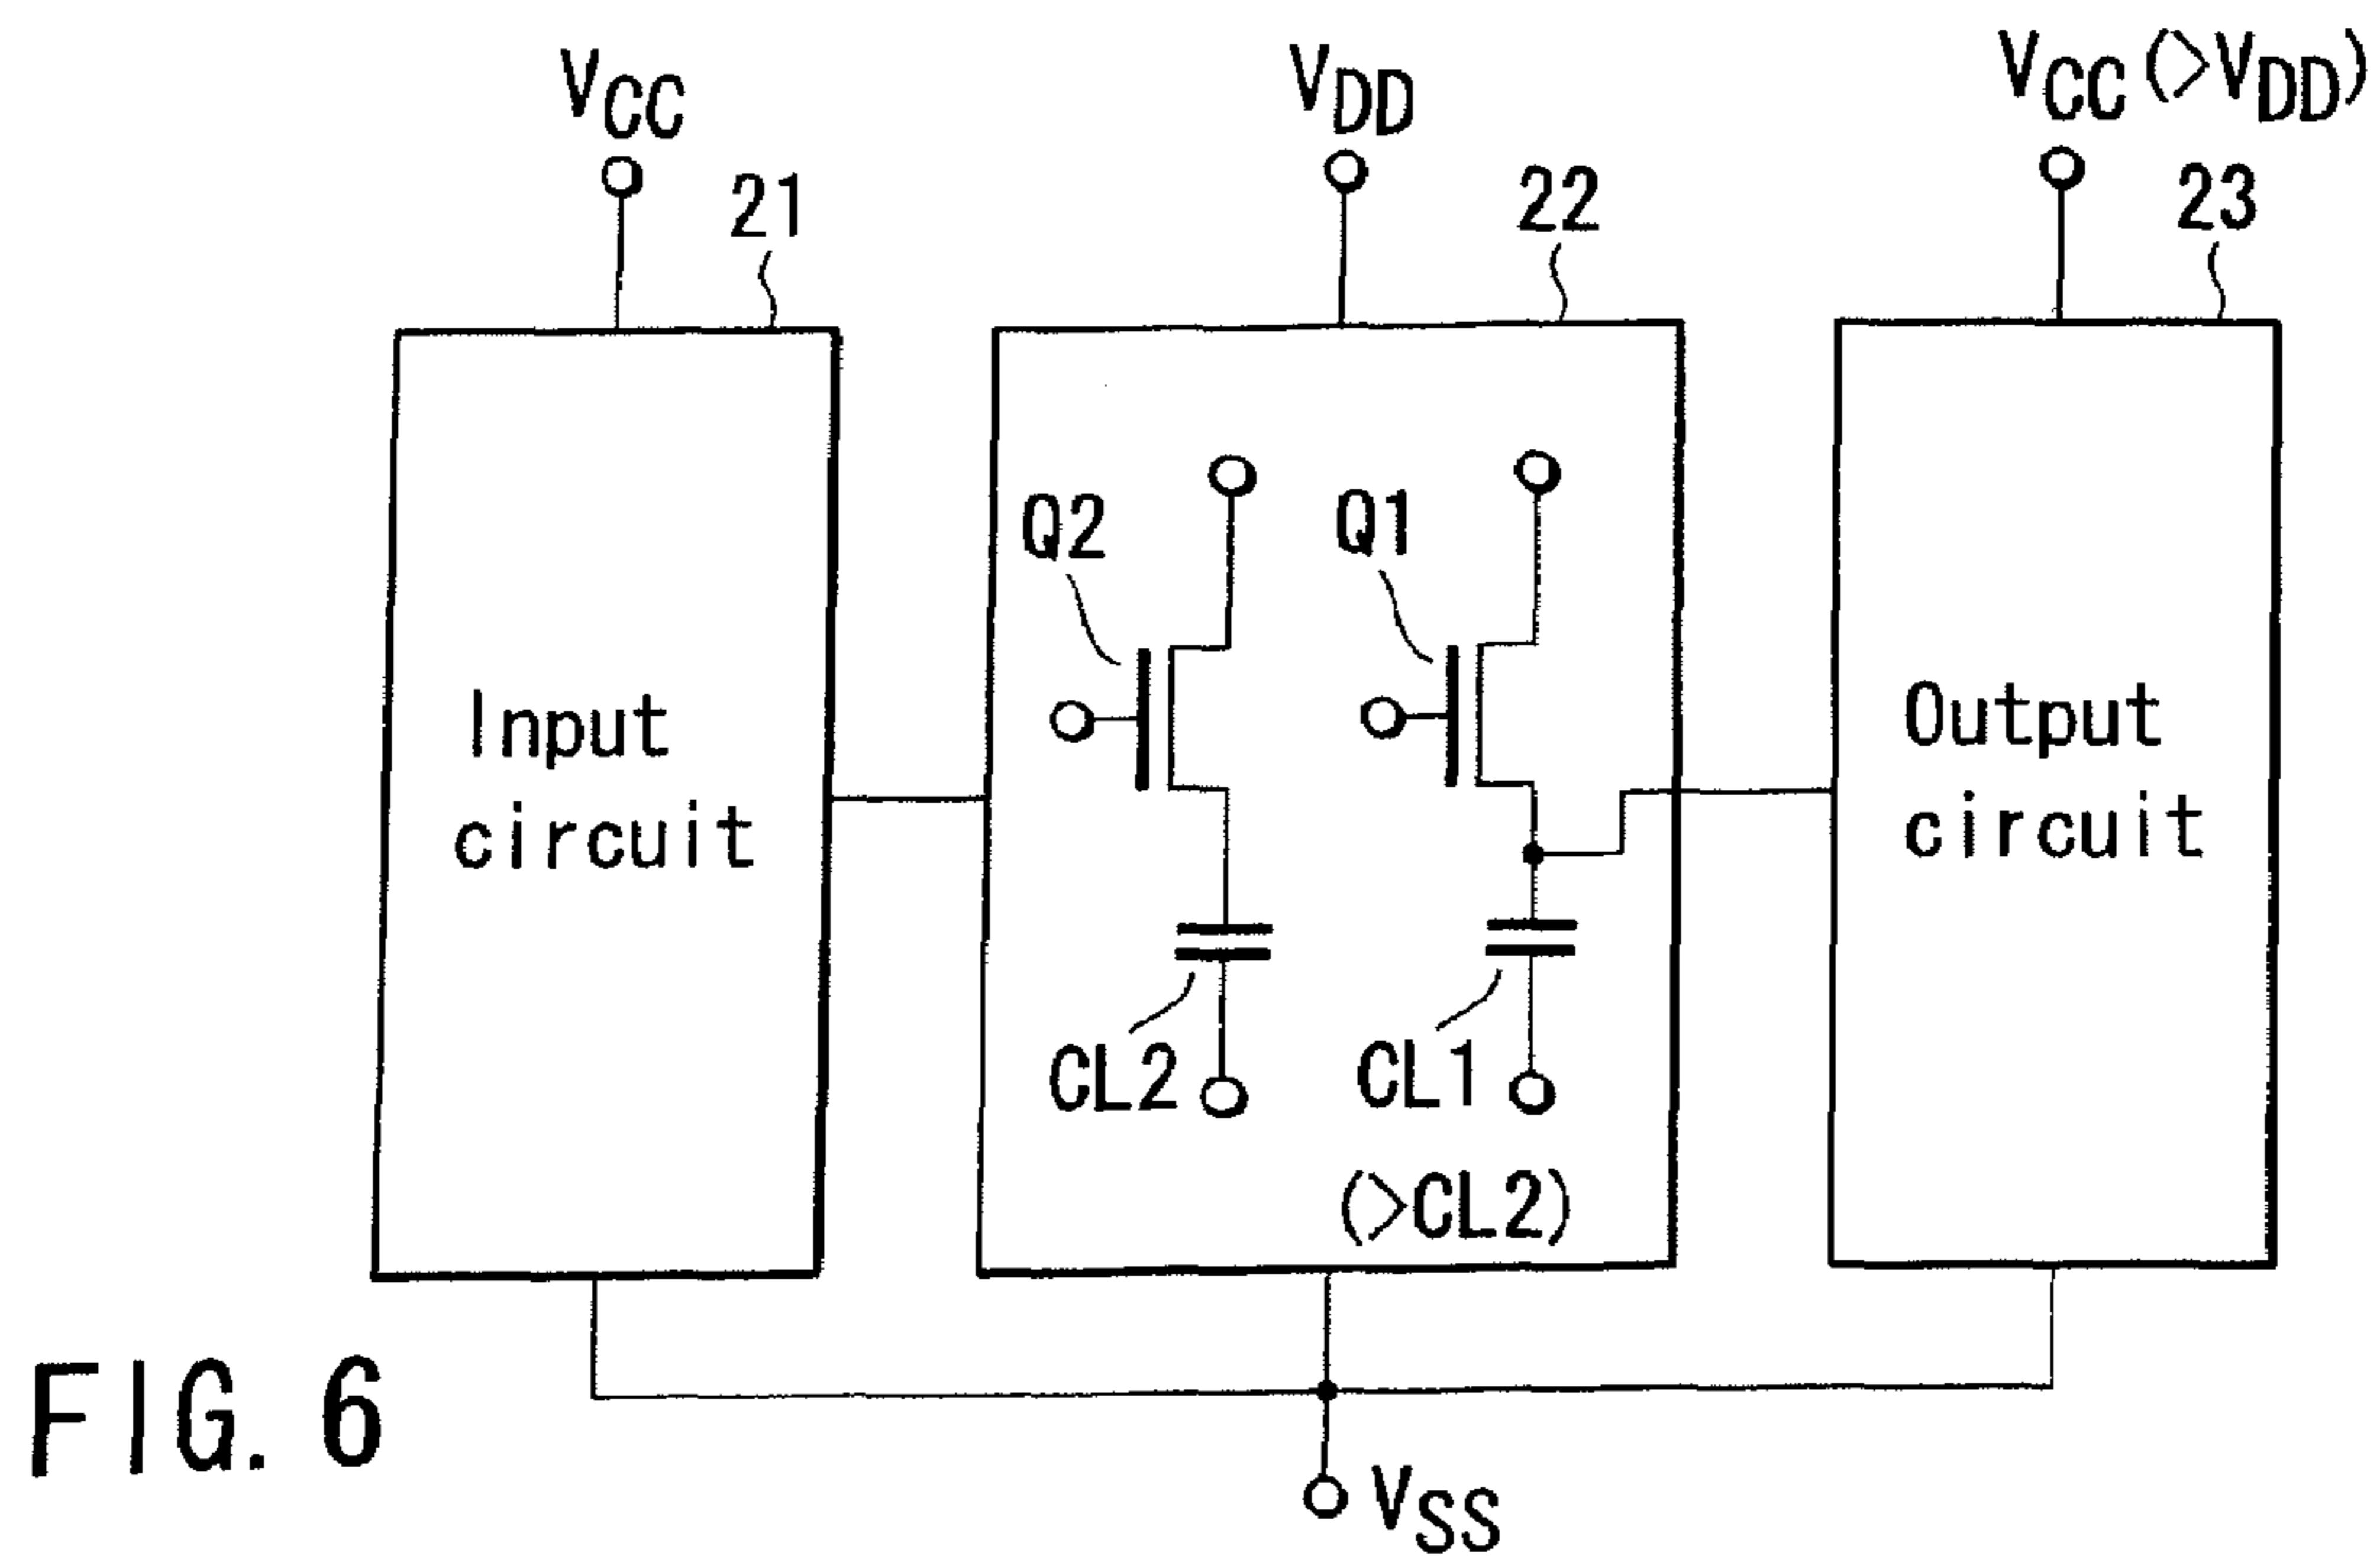 VCC
VDD
VCC (>VDD)
21
22
23
Q2
Q1
Input
circuit
Output
circuit
CL2
CL1
(>CL2)
FIG. 6
VSS